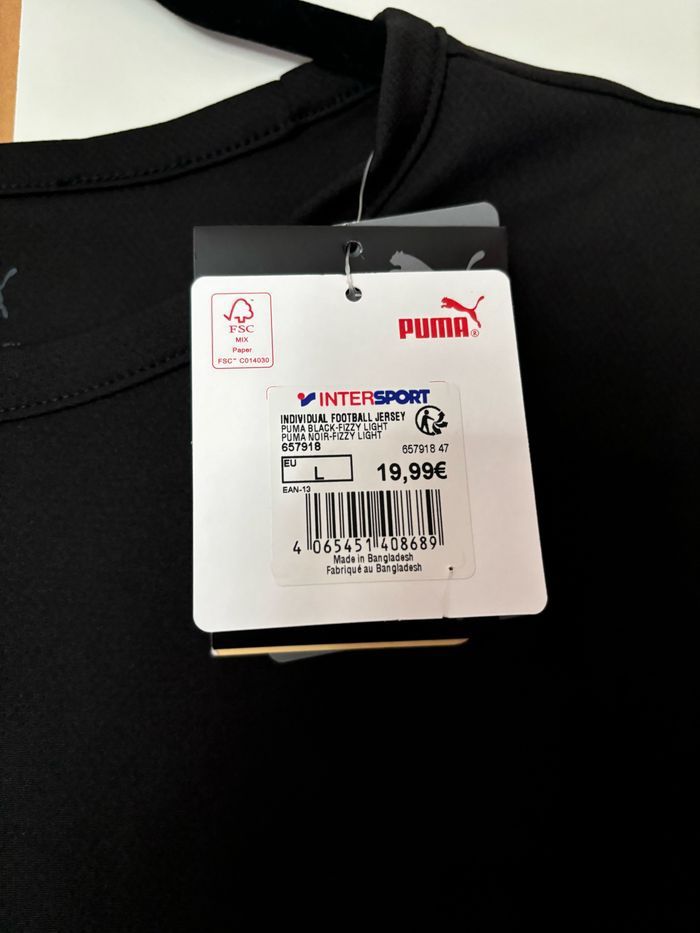 FSC
MIX
Paper
FSC™ C014030
PUMA®
INTERSPORT
INDIVIDUAL FOOTBALL JERSEY
PUMA BLACK-FIZZY LIGHT
PUMA NOIR-FIZZY LIGHT
657918
657918 47
EU
L
19,99€
EAN-13
4 065451 408689
Made in Bangladesh
Fabriqué au Bangladesh